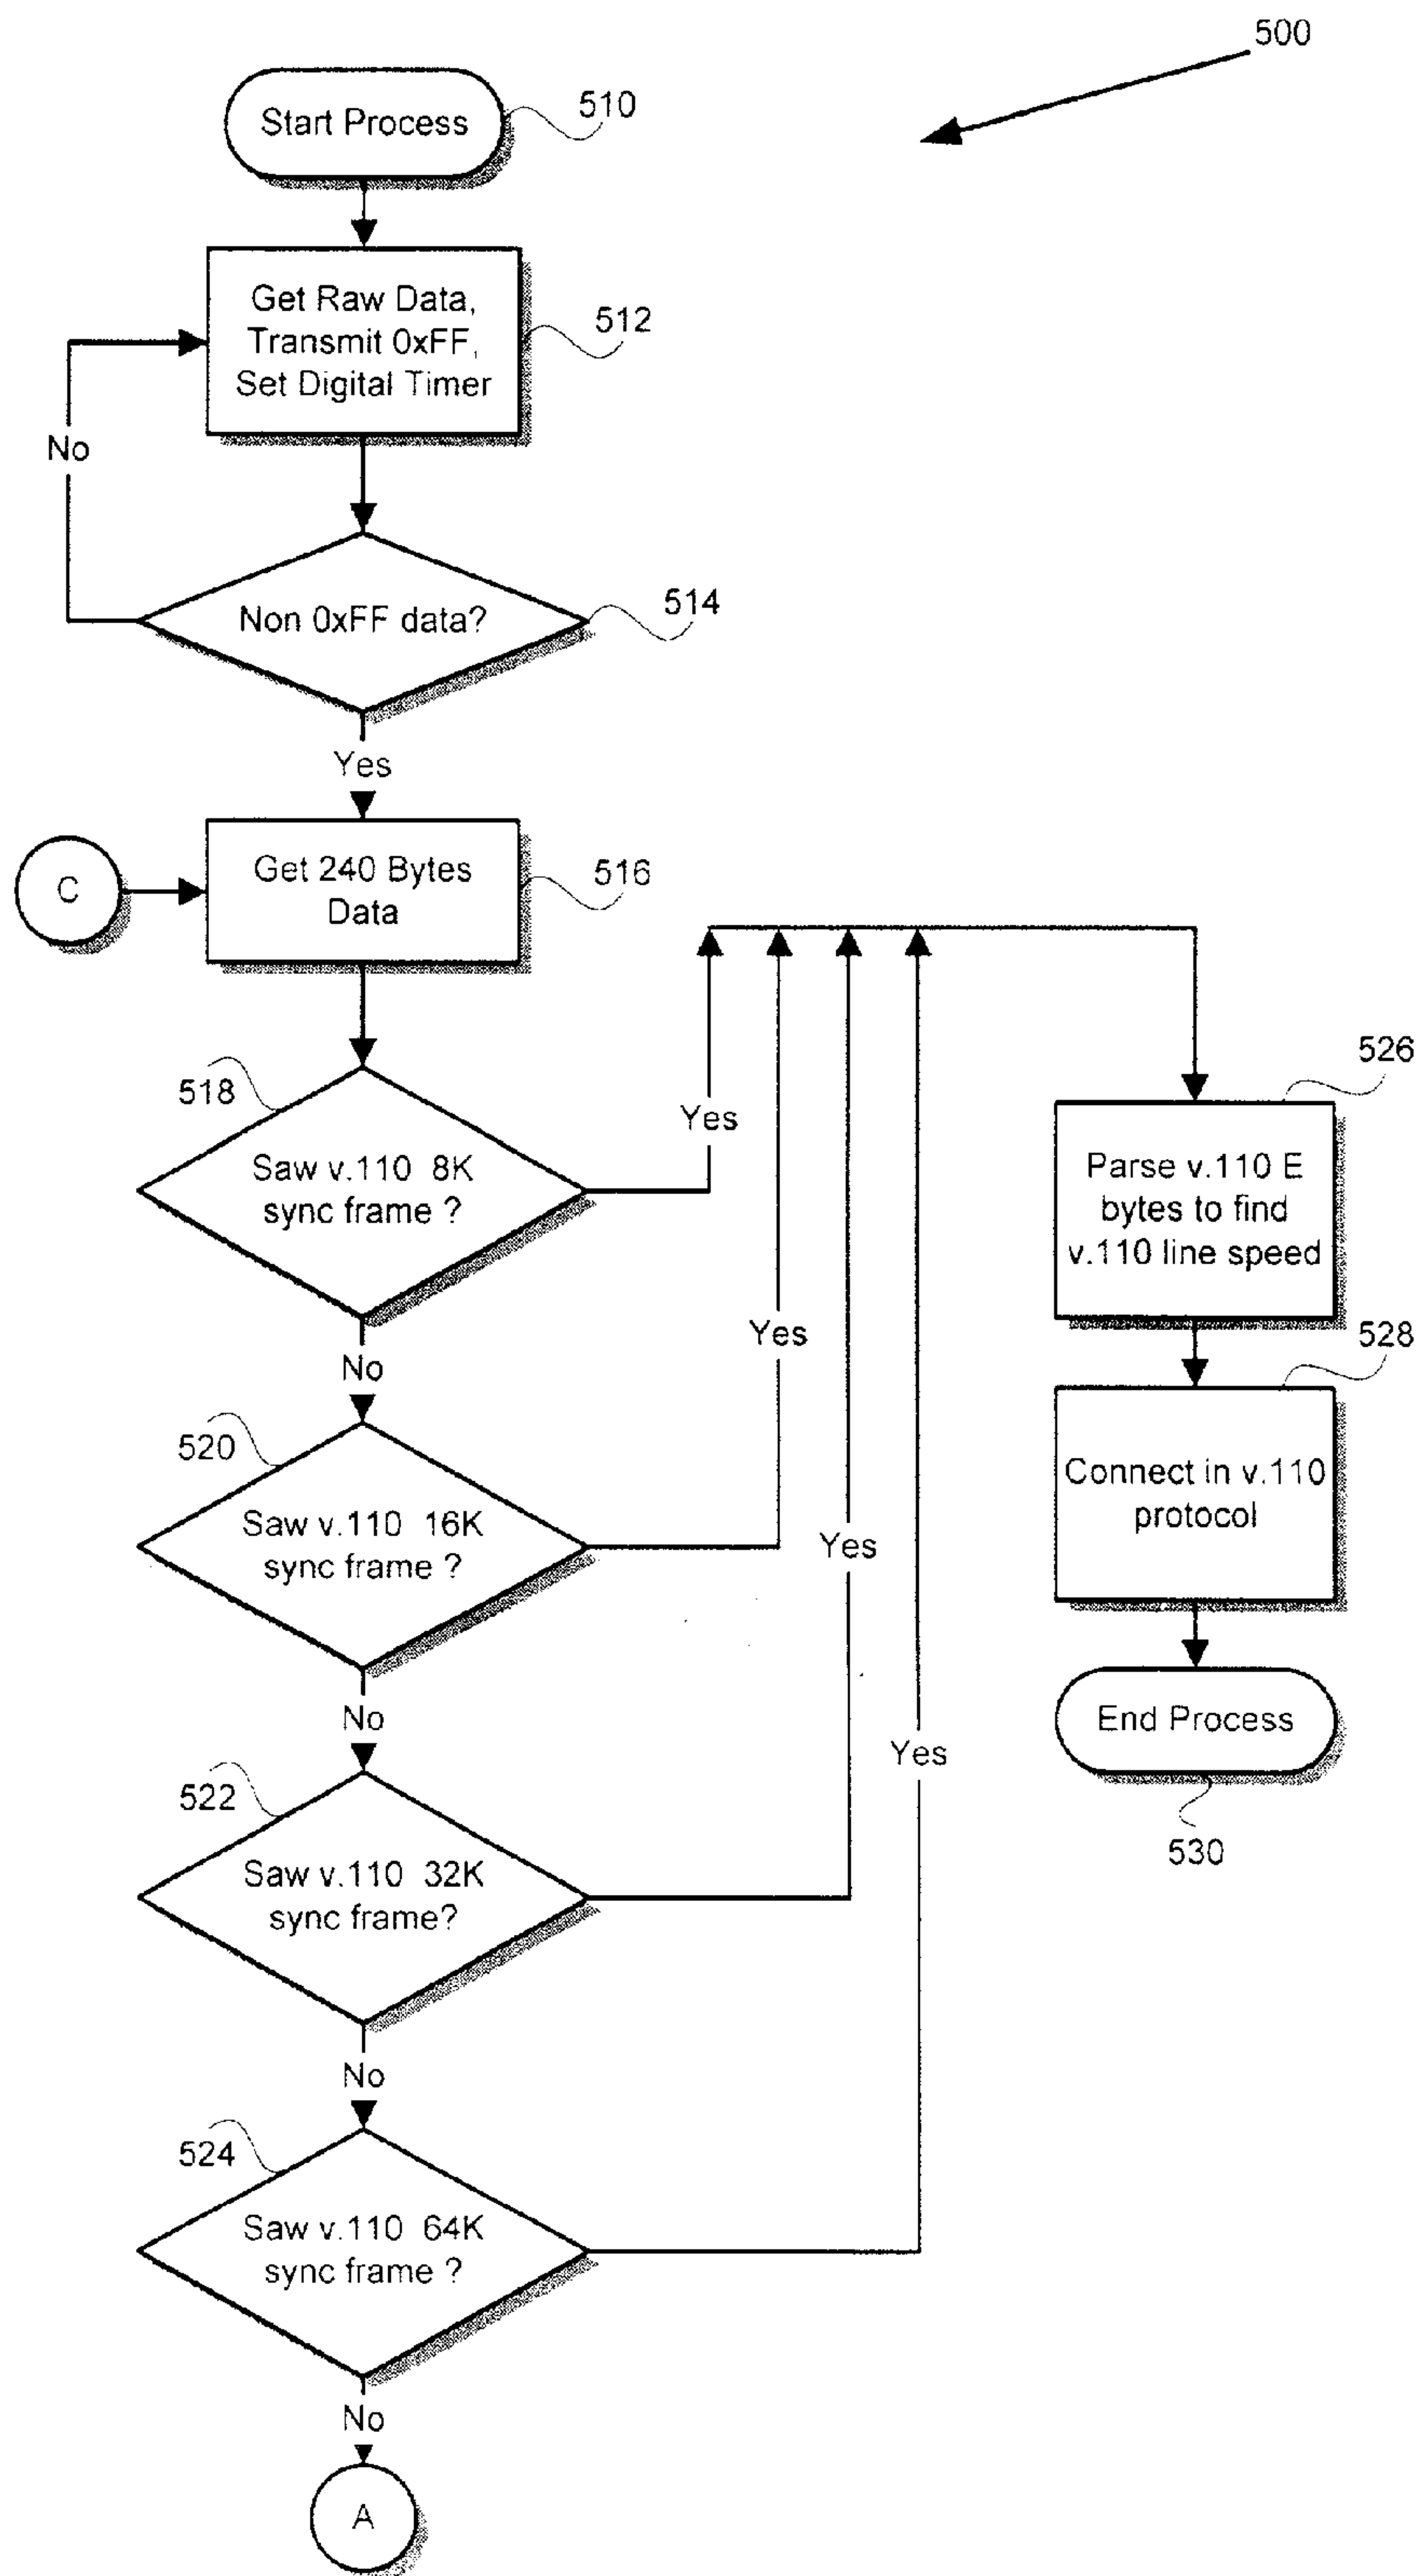 500
Start Process
510
Get Raw Data,
Transmit 0xFF,
Set Digital Timer
512
No
Non 0xFF data?
514
Yes
C
Get 240 Bytes
Data
516
518
Saw v.110 8K
sync frame ?
Yes
No
520
Saw v.110 16K
sync frame ?
Yes
No
522
Saw v.110 32K
sync frame?
Yes
No
524
Saw v.110 64K
sync frame ?
Yes
No
A
526
Parse v.110 E
bytes to find
v.110 line speed
528
Connect in v.110
protocol
End Process
530